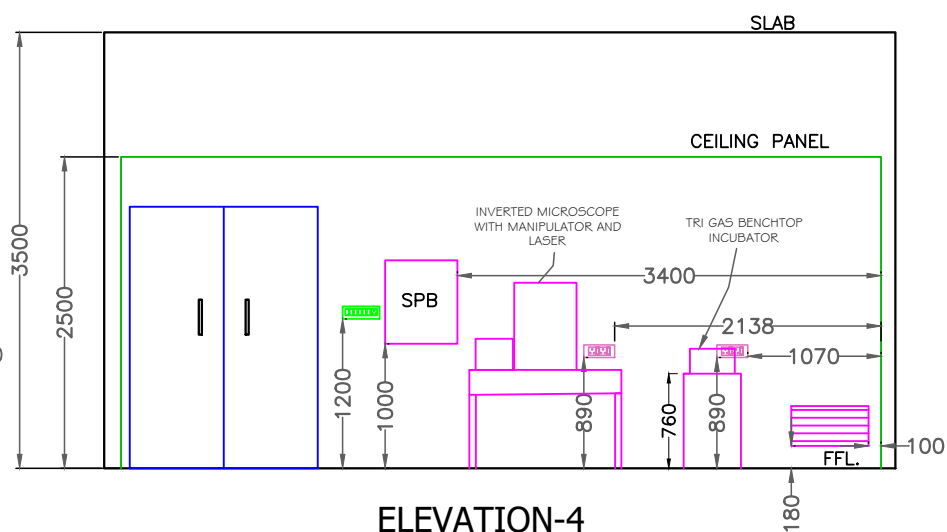 SLAB
CEILING PANEL
INVERTED MICROSCOPE
WITH MANIPULATOR AND
LASER
TRI GAS BENCHTOP
INCUBATOR
3500
2500
SPB
3400
2138
1070
1200
1000
890
760
890
100
FFL.
180
ELEVATION-4